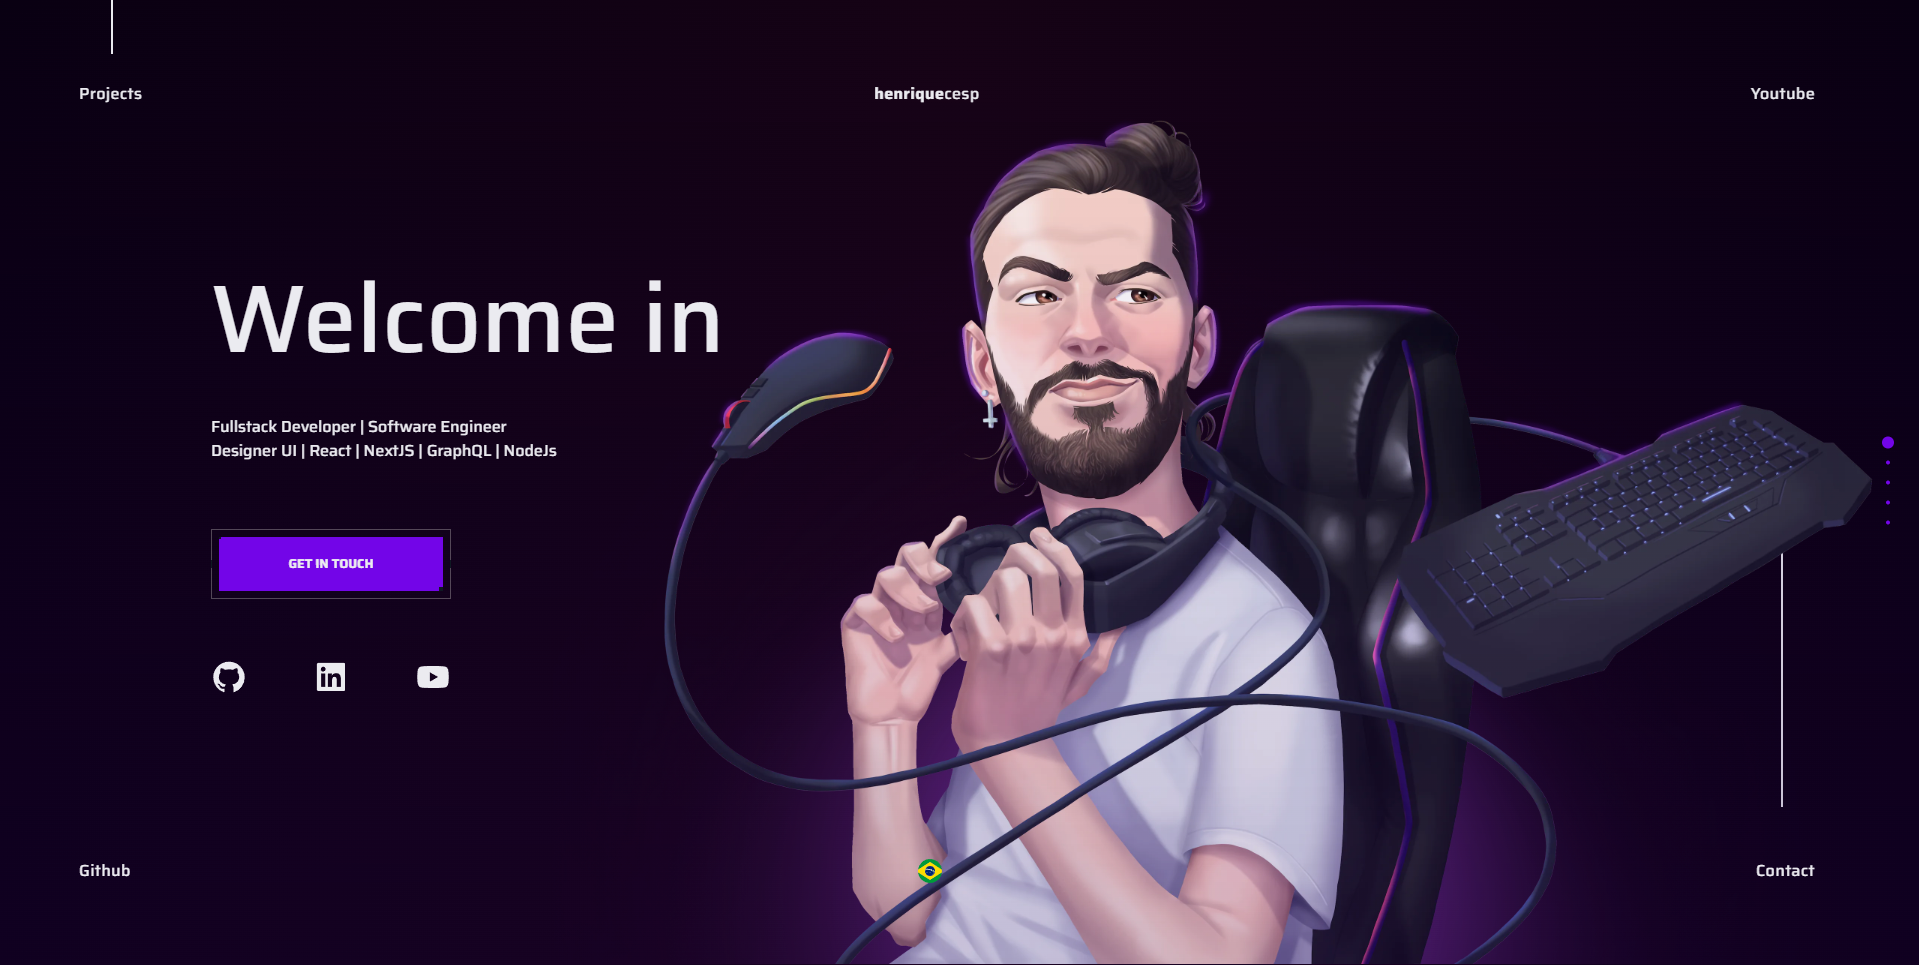 Projects
henriquecesp
Youtube
Welcome in
Fullstack Developer | Software Engineer
Designer UI | React | NextJS | GraphQL | NodeJs
GET IN TOUCH
in
Github
Contact